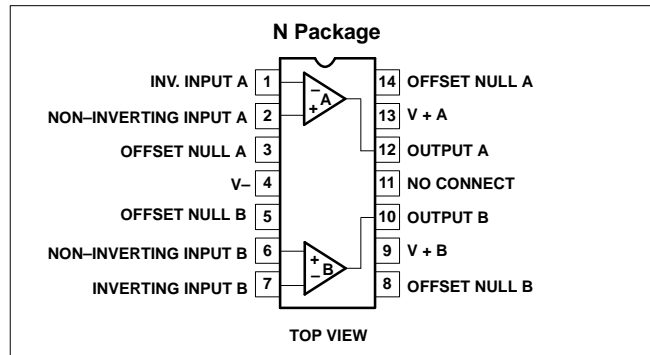 N Package
INV. INPUT A 1 14 OFFSET NULL A
NON–INVERTING INPUT A 2 − + A 13 V + A
OFFSET NULL A 3 12 OUTPUT A
V– 4 11 NO CONNECT
OFFSET NULL B 5 10 OUTPUT B
NON–INVERTING INPUT B 6 + − B 9 V + B
INVERTING INPUT B 7 8 OFFSET NULL B
TOP VIEW